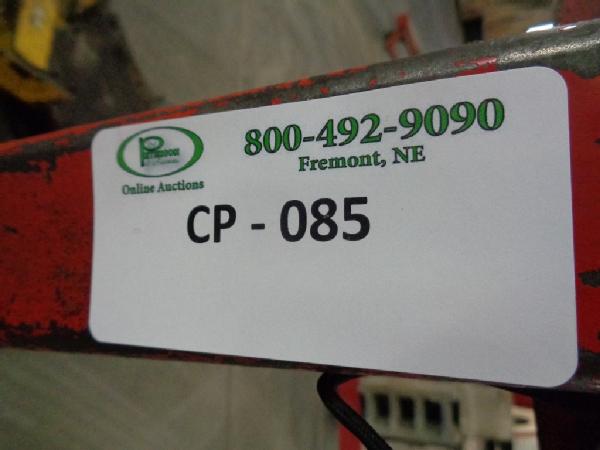 800-492-9090
Fremont, NE
Online Auctions
CP - 085